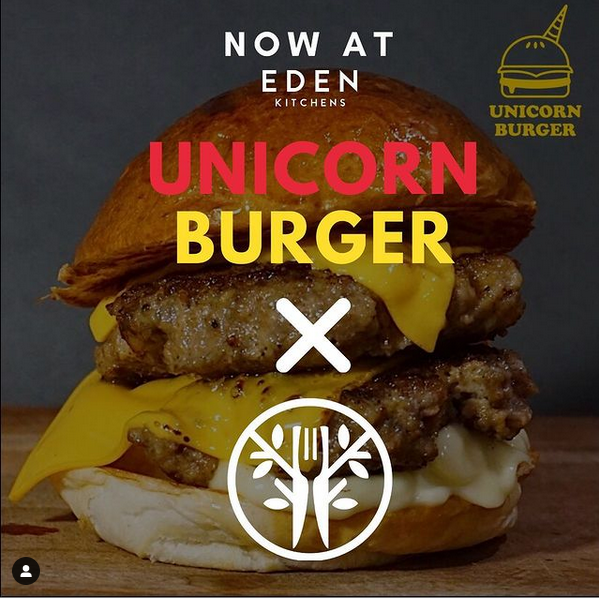 NOW AT
EDEN
KITCHENS
UNICORN
BURGER
UNICORN
BURGER